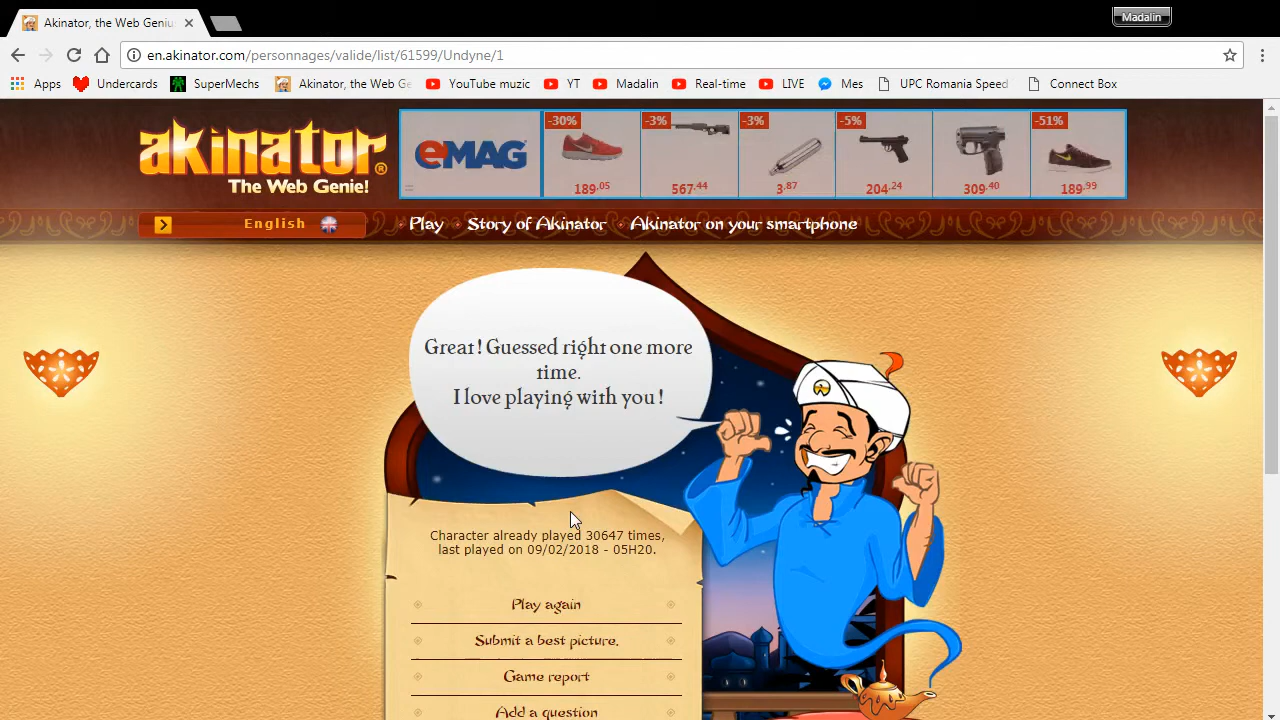 Akinator, the Web Genius
Madalin
en.akinator.com/personnages/valide/list/61599/Undyne/1
Apps
Undercards
SuperMechs
Akinator, the Web Ge
YouTube muzic
YT
Madalin
Real-time
LIVE
Mes
UPC Romania Speed
Connect Box
akinator®
The Web Genie!
eMAG
-30%
189.05
-3%
567.44
-3%
3.87
-5%
204.24
309.40
-51%
189.99
English
Play
Story of Akinator
Akinator on your smartphone
Great! Guessed right one more
time.
I love playing with you!
Character already played 30647 times,
last played on 09/02/2018 - 05H20.
Play again
Submit a best picture.
Game report
Add a question